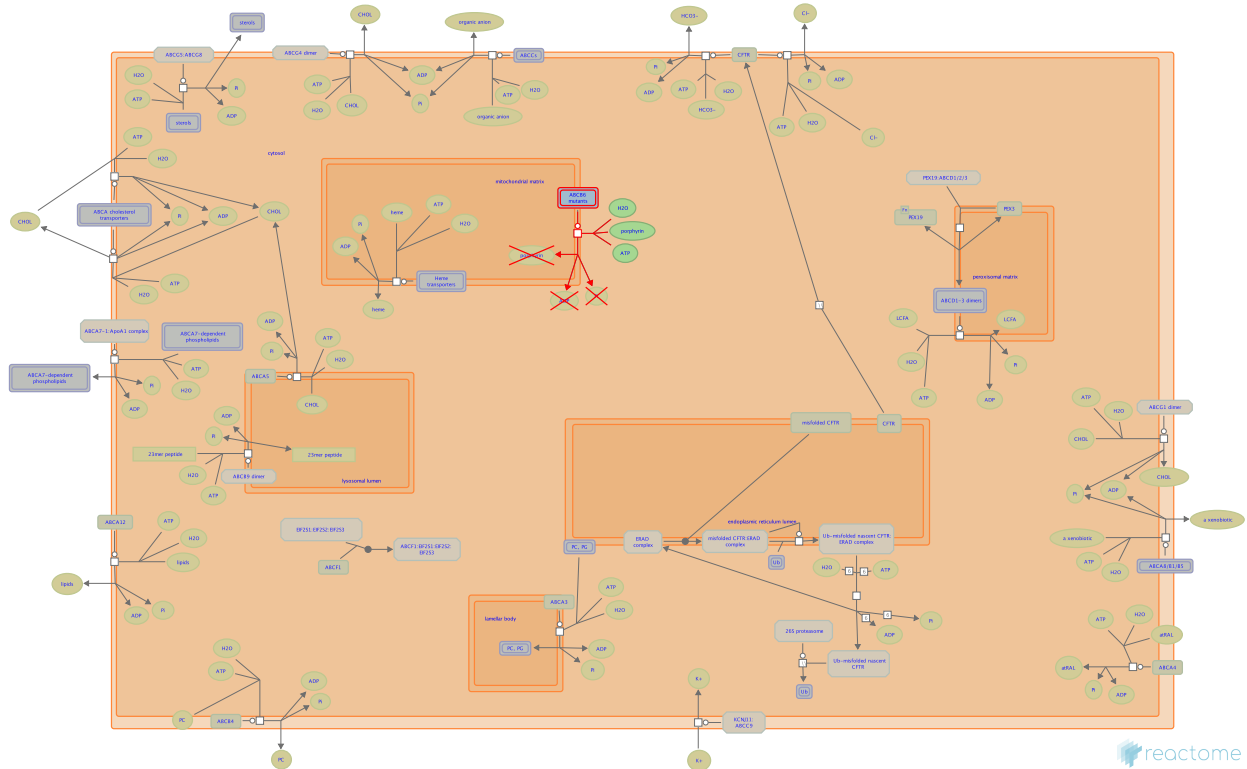 CHOL
organic anion
HCO3-
Cl-
sterols
ABCG5:ABCG8
ABCG4 dimer
ABCCs
CFTR
H2O
ATP
Pi
ADP
sterols
ATP
H2O
CHOL
ADP
Pi
ATP
H2O
organic anion
Pi
ADP
ATP
H2O
HCO3-
Pi
ADP
ATP
H2O
Cl-
cytosol
ATP
H2O
CHOL
ABCA cholesterol
transporters
Pi
ADP
CHOL
ATP
H2O
mitochondrial matrix
Pi
heme
ATP
H2O
ADP
Heme
transporters
heme
ABCB6
mutants
H2O
porphyrin
ATP
PEX19:ABCD1/2/3
PEX19
PEX3
peroxisomal matrix
ABCD1-3 dimers
LCFA
LCFA
H2O
Pi
ATP
ADP
ABCA7-1:ApoA1 complex
ABCA7-dependent
phospholipids
ATP
H2O
ABCA7-dependent
phospholipids
Pi
ADP
ADP
Pi
ATP
H2O
ABCA5
CHOL
ADP
Pi
23mer peptide
23mer peptide
H2O
ATP
ABCB9 dimer
lysosomal lumen
misfolded CFTR
CFTR
endoplasmic reticulum lumen
ATP
H2O
ABCG1 dimer
CHOL
CHOL
Pi
ADP
a xenobiotic
a xenobiotic
ATP
H2O
ABCA8/B1/B5
ABCA12
ATP
H2O
lipids
lipids
ADP
Pi
EIF2S1:EIF2S2:EIF2S3
ABCF1
ABCF1:EIF2S1:EIF2S2:
EIF2S3
PC, PG
ERAD
complex
misfolded CFTR:ERAD
complex
Ub
Ub-misfolded nascent CFTR:
ERAD complex
H2O
ATP
6
6
6
6
Pi
ADP
26S proteasome
Ub-misfolded nascent
CFTR
Ub
ABCA3
ATP
H2O
lamellar body
PC, PG
ADP
Pi
ATP
H2O
atRAL
atRAL
ABCA4
Pi
ADP
H2O
ATP
ADP
Pi
PC
ABCB4
PC
K+
KCNJ11:
ABCC9
K+
reactome